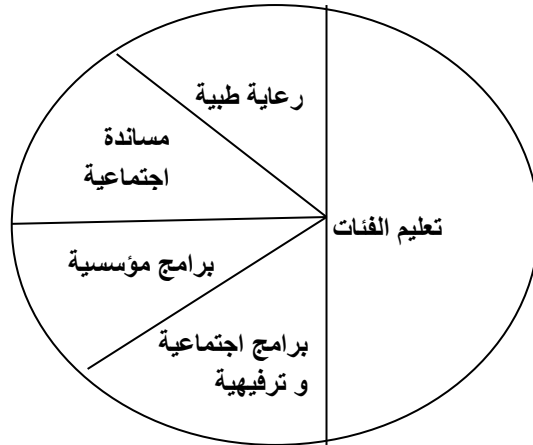 رعاية طبية
مساندة
اجتماعية
تعليم الفئات
برامج مؤسسية
برامج اجتماعية
و ترفيهية